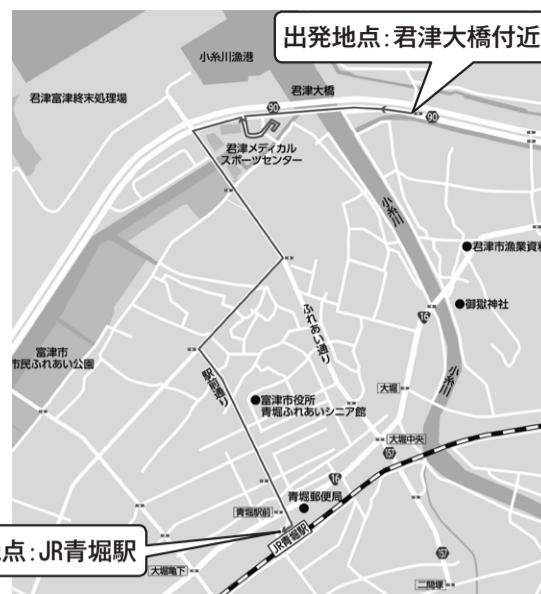 出発地点:君津大橋付近
小糸川漁港
君津大橋
君津富津終末処理場
90
90
君津メディカル
スポーツセンター
小糸川
君津市漁業資料
御嶽神社
16
ふれあい通り
富津市
市民ふれあい公園
駅前通り
小糸川
大堀
富津市役所
青堀ふれあいシニア館
大堀中央
157
16
青堀郵便局
青堀駅前
JR青堀駅
点:JR青堀駅
大堀亀下
157
二間塚